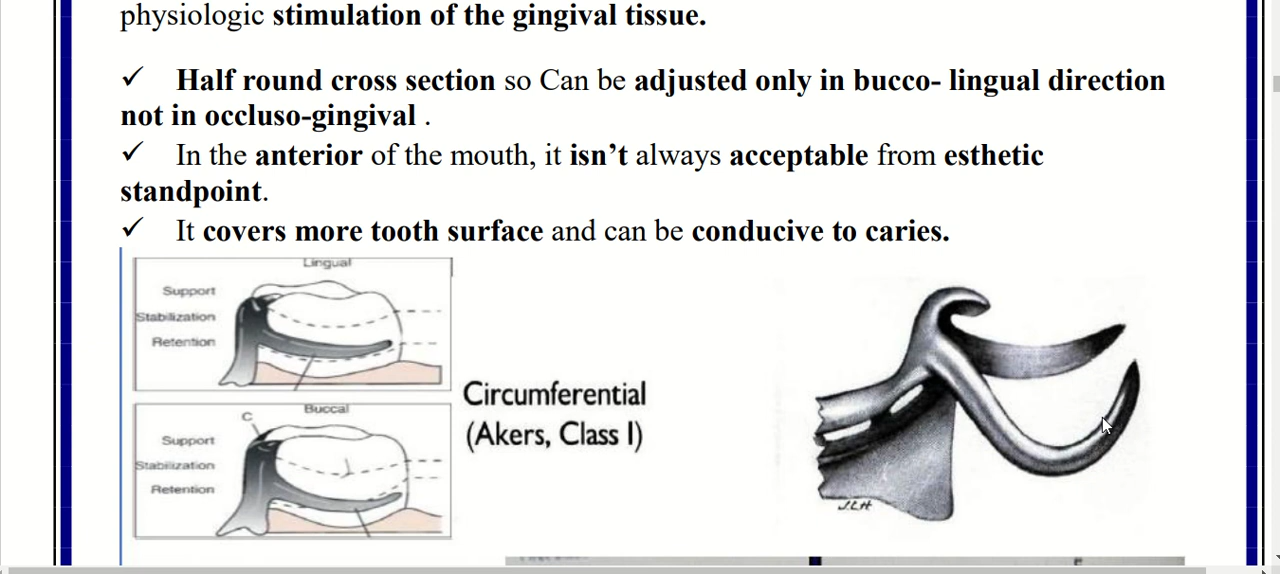 physiologic stimulation of the gingival tissue.
✓ Half round cross section so Can be adjusted only in bucco- lingual direction
not in occluso-gingival .
✓ In the anterior of the mouth, it isn’t always acceptable from esthetic
standpoint.
✓ It covers more tooth surface and can be conducive to caries.
Lingual
Support
Stabilization
Retention
Circumferential
(Akers, Class I)
Buccal
C
Support
Stabilization
Retention
J.L.H